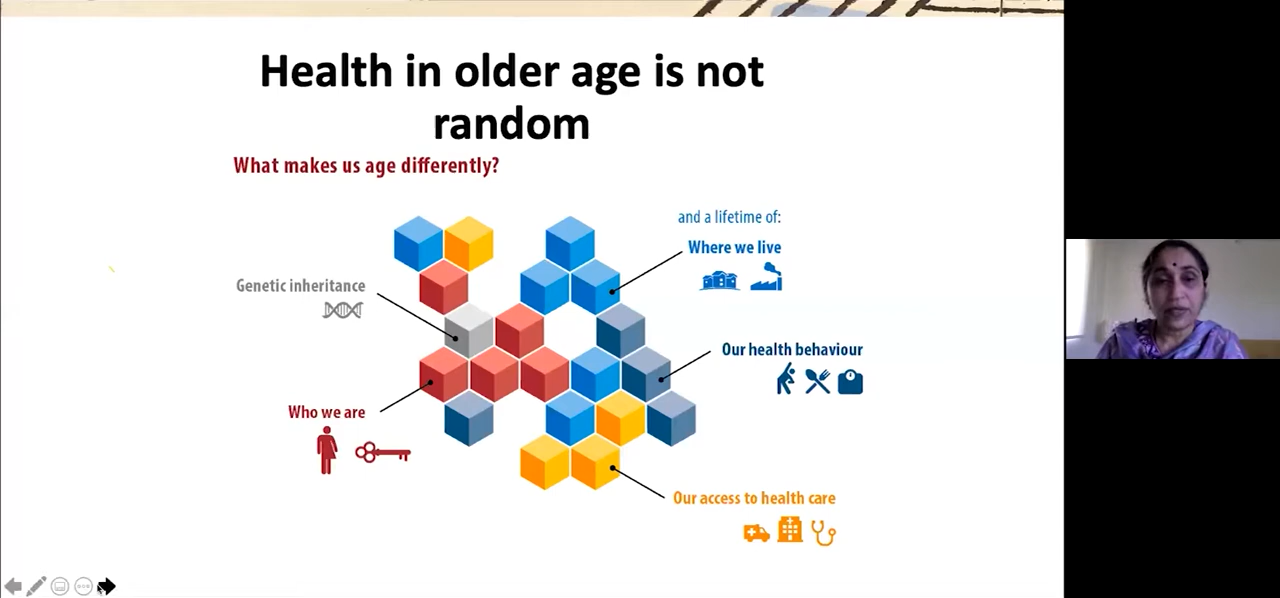 Health in older age is not
random
What makes us age differently?
and a lifetime of:
Where we live
Genetic inheritance
Our health behaviour
Who we are
Our access to health care